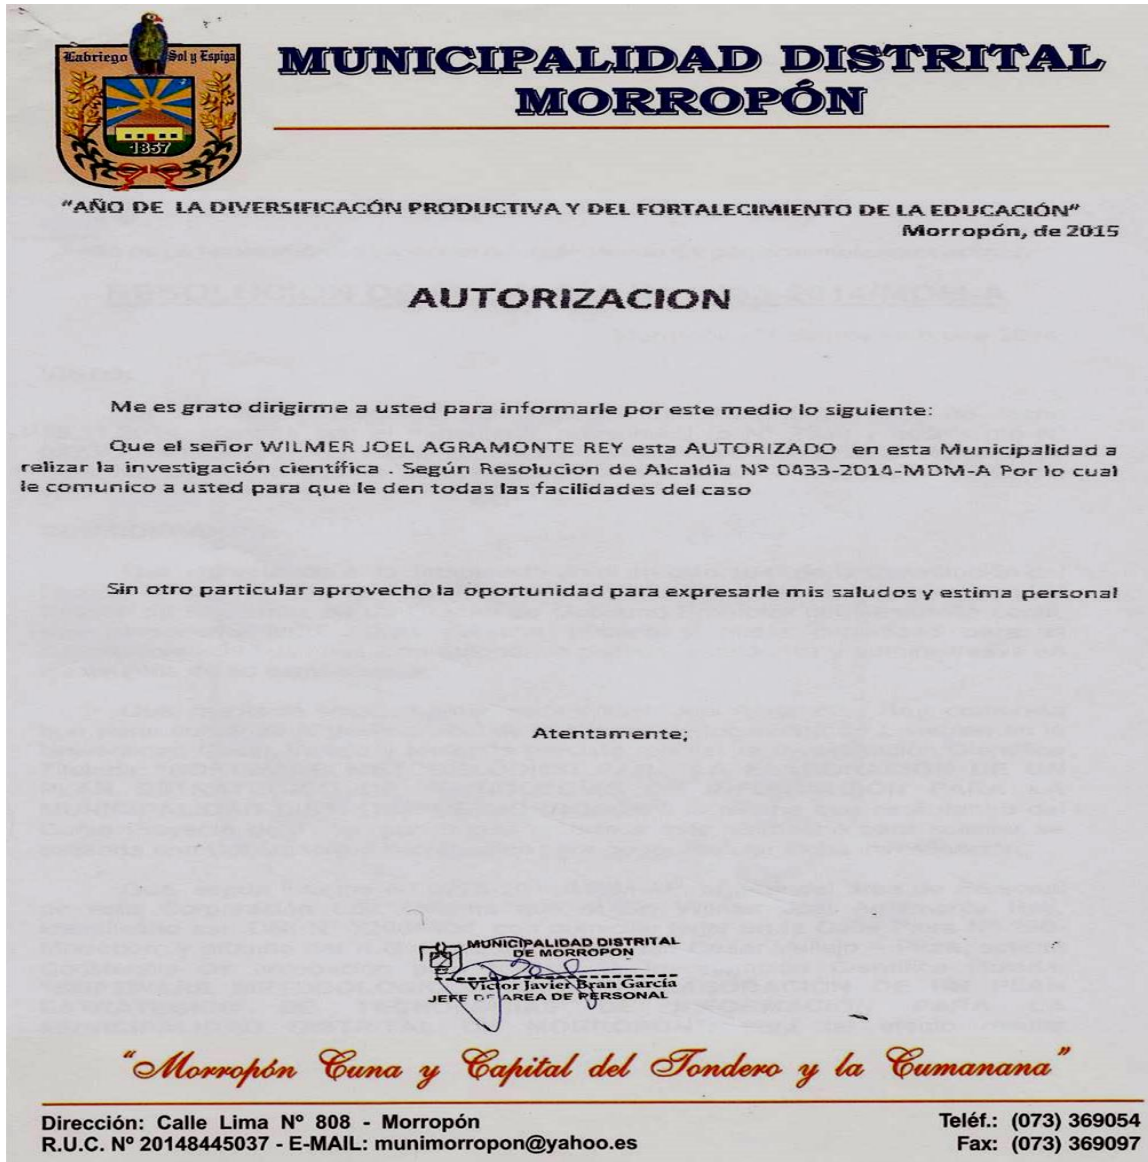 Labriego Sol y Espiga
1857
MUNICIPALIDAD DISTRITAL
MORROPÓN
"AÑO DE LA DIVERSIFICACÓN PRODUCTIVA Y DEL FORTALECIMIENTO DE LA EDUCACIÓN"
Morropón, de 2015
AUTORIZACION
Me es grato dirigirme a usted para informarle por este medio lo siguiente:
Que el señor WILMER JOEL AGRAMONTE REY esta AUTORIZADO en esta Municipalidad a
relizar la investigación científica . Según Resolucion de Alcaldia Nº 0433-2014-MDM-A Por lo cual
le comunico a usted para que le den todas las facilidades del caso
Sin otro particular aprovecho la oportunidad para expresarle mis saludos y estima personal
Atentamente;
MUNICIPALIDAD DISTRITAL
DE MORROPON
Victor Javier Bran García
JEFE DE AREA DE PERSONAL
"Morropón Cuna y Capital del Tondero y la Cumanana"
Dirección: Calle Lima Nº 808 - Morropón
R.U.C. Nº 20148445037 - E-MAIL: munimorropon@yahoo.es
Teléf.: (073) 369054
Fax: (073) 369097